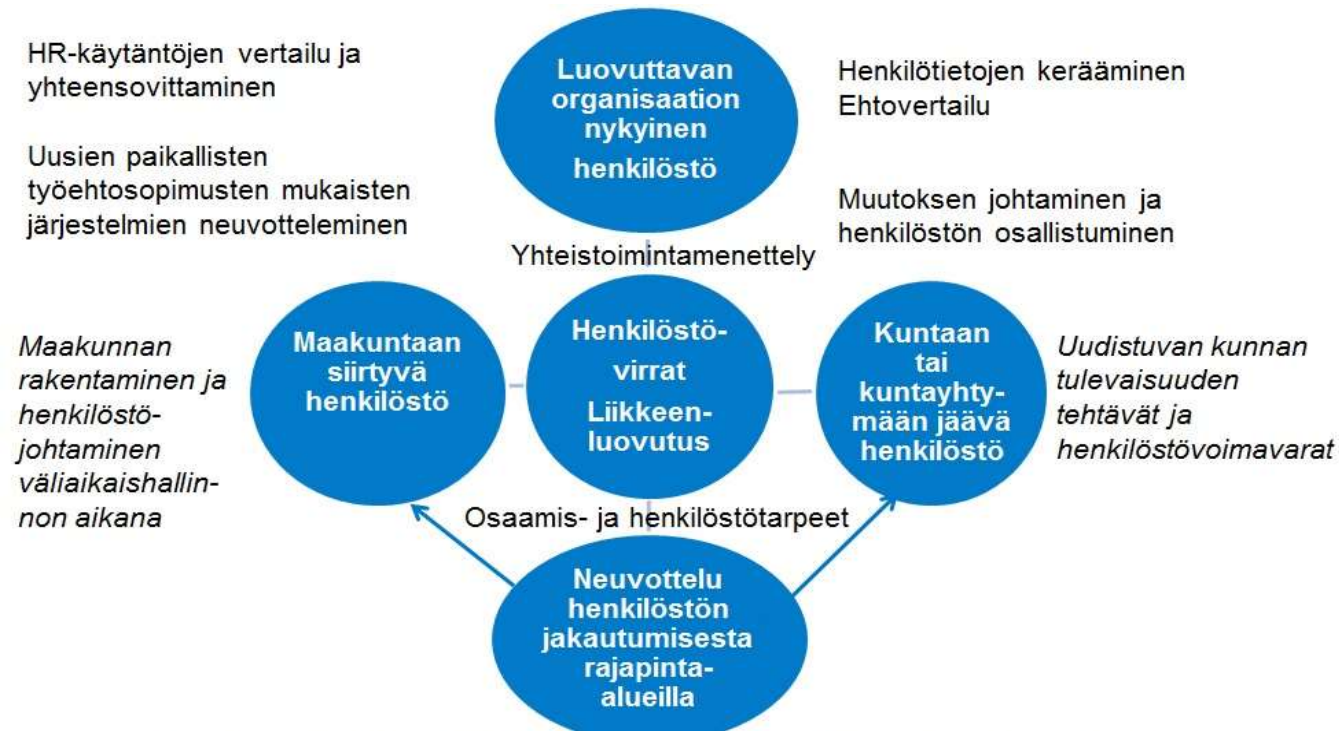 HR-käytäntöjen vertailu ja
yhteensovittaminen
Uusien paikallisten
työehtosopimusten mukaisten
järjestelmien neuvotteleminen
Luovuttavan
organisaation
nykyinen
henkilöstö
Henkilötietojen kerääminen
Ehtovertailu
Muutoksen johtaminen ja
henkilöstön osallistuminen
Yhteistoimintamenettely
Maakunnan
rakentaminen ja
henkilöstö-
johtaminen
väliaikaishallin-
non aikana
Maakuntaan
siirtyvä
henkilöstö
Henkilöstö-
virrat
Liikkeen-
luovutus
Kuntaan
tai
kuntayhty-
mään jäävä
henkilöstö
Uudistuvan kunnan
tulevaisuuden
tehtävät ja
henkilöstövoimavarat
Osaamis- ja henkilöstötarpeet
Neuvottelu
henkilöstön
jakautumisesta
rajapinta-
alueilla